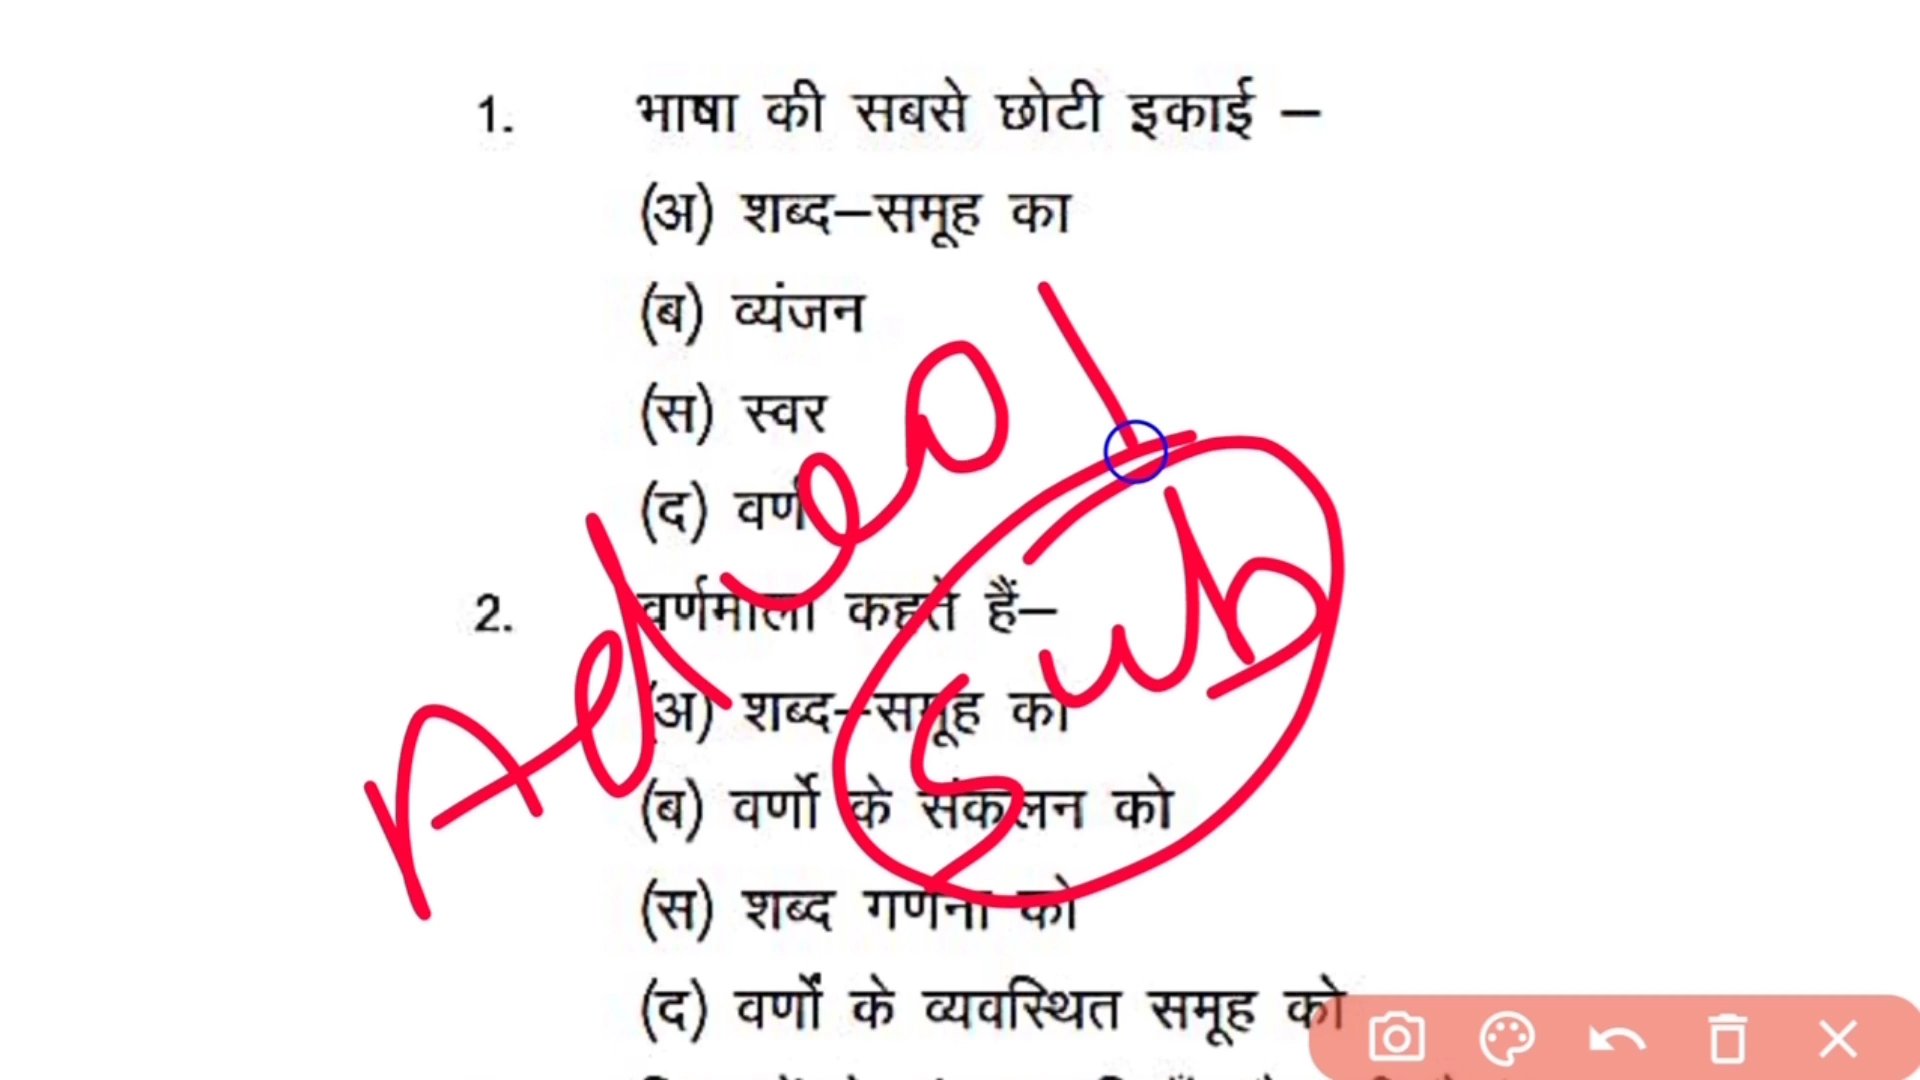 1. भाषा की सबसे छोटी इकाई –
(अ) शब्द–समूह का
(ब) व्यंजन
(स) स्वर
(द) वर्ण
2. वर्णमाला कहते हैं–
(अ) शब्द–समूह को
(ब) वर्णो के संकलन को
(स) शब्द गणना को
(द) वर्णों के व्यवस्थित समूह को
Sub